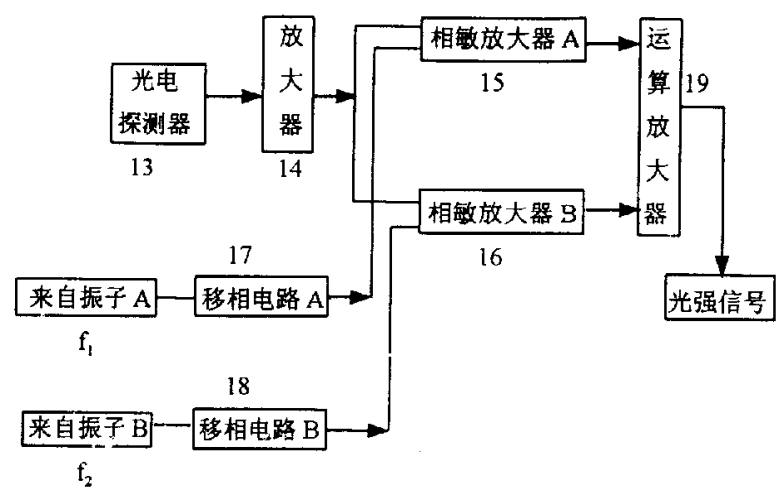 光电
探测器
13
放
大
器
14
相敏放大器 A
15
相敏放大器 B
16
运
算
放
大
器
19
17
来自振子 A
移相电路 A
f₁
18
来自振子 B
移相电路 B
f₂
光强信号